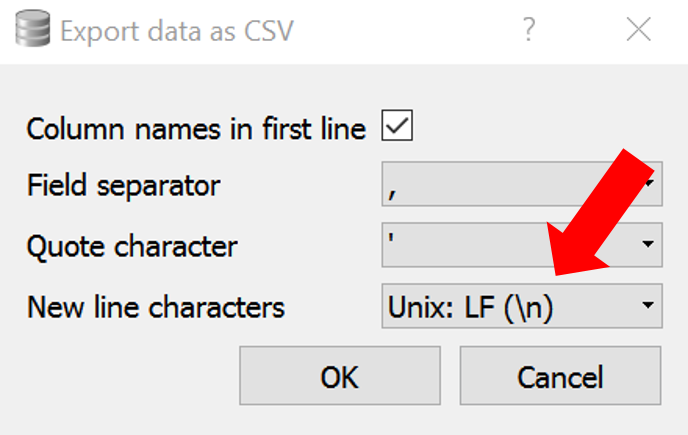 Export data as CSV ?
Column names in first line
Field separator ,
Quote character '
New line characters Unix: LF (\n)
OK Cancel